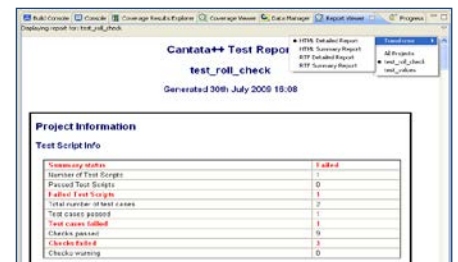 Build Console Console Coverage Results Explorer Coverage Viewer Data Manager Report Viewer Progress
Displaying report for: test_roll_check
HTML Detailed Report
HTML Summary Report
RTF Detailed Report
RTF Summary Report
Transforms
All Projects
test_roll_check
test_values
Cantata++ Test Repor
test_roll_check
Generated 30th July 2009 16:08
Project Information
Test Script Info
Summary status Failed
Number of Test Scripts 1
Passed Test Scripts 0
Failed Test Scripts 1
Total number of test cases 2
Test cases passed 1
Test cases failed 1
Checks passed 9
Checks failed 3
Checks warning 0